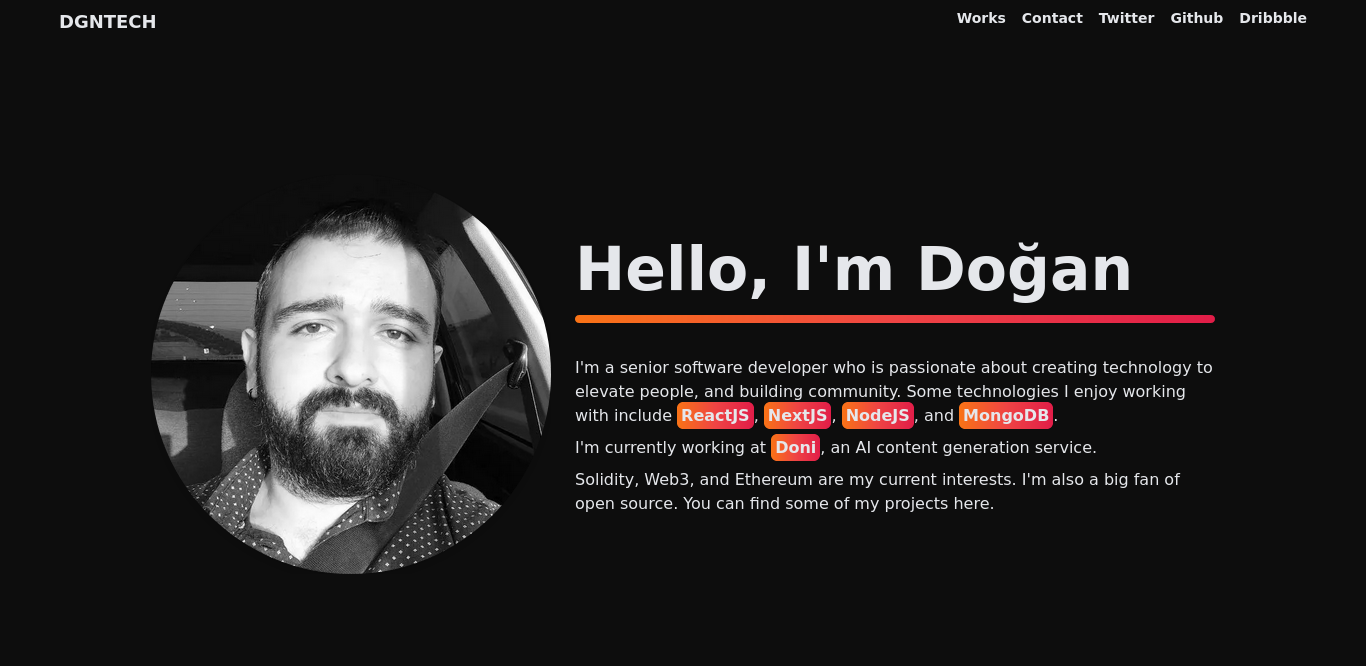 DGNTECH
Works Contact Twitter Github Dribbble
Hello, I'm Doğan
I'm a senior software developer who is passionate about creating technology to
elevate people, and building community. Some technologies I enjoy working
with include ReactJS, NextJS, NodeJS, and MongoDB.
I'm currently working at Doni, an AI content generation service.
Solidity, Web3, and Ethereum are my current interests. I'm also a big fan of
open source. You can find some of my projects here.